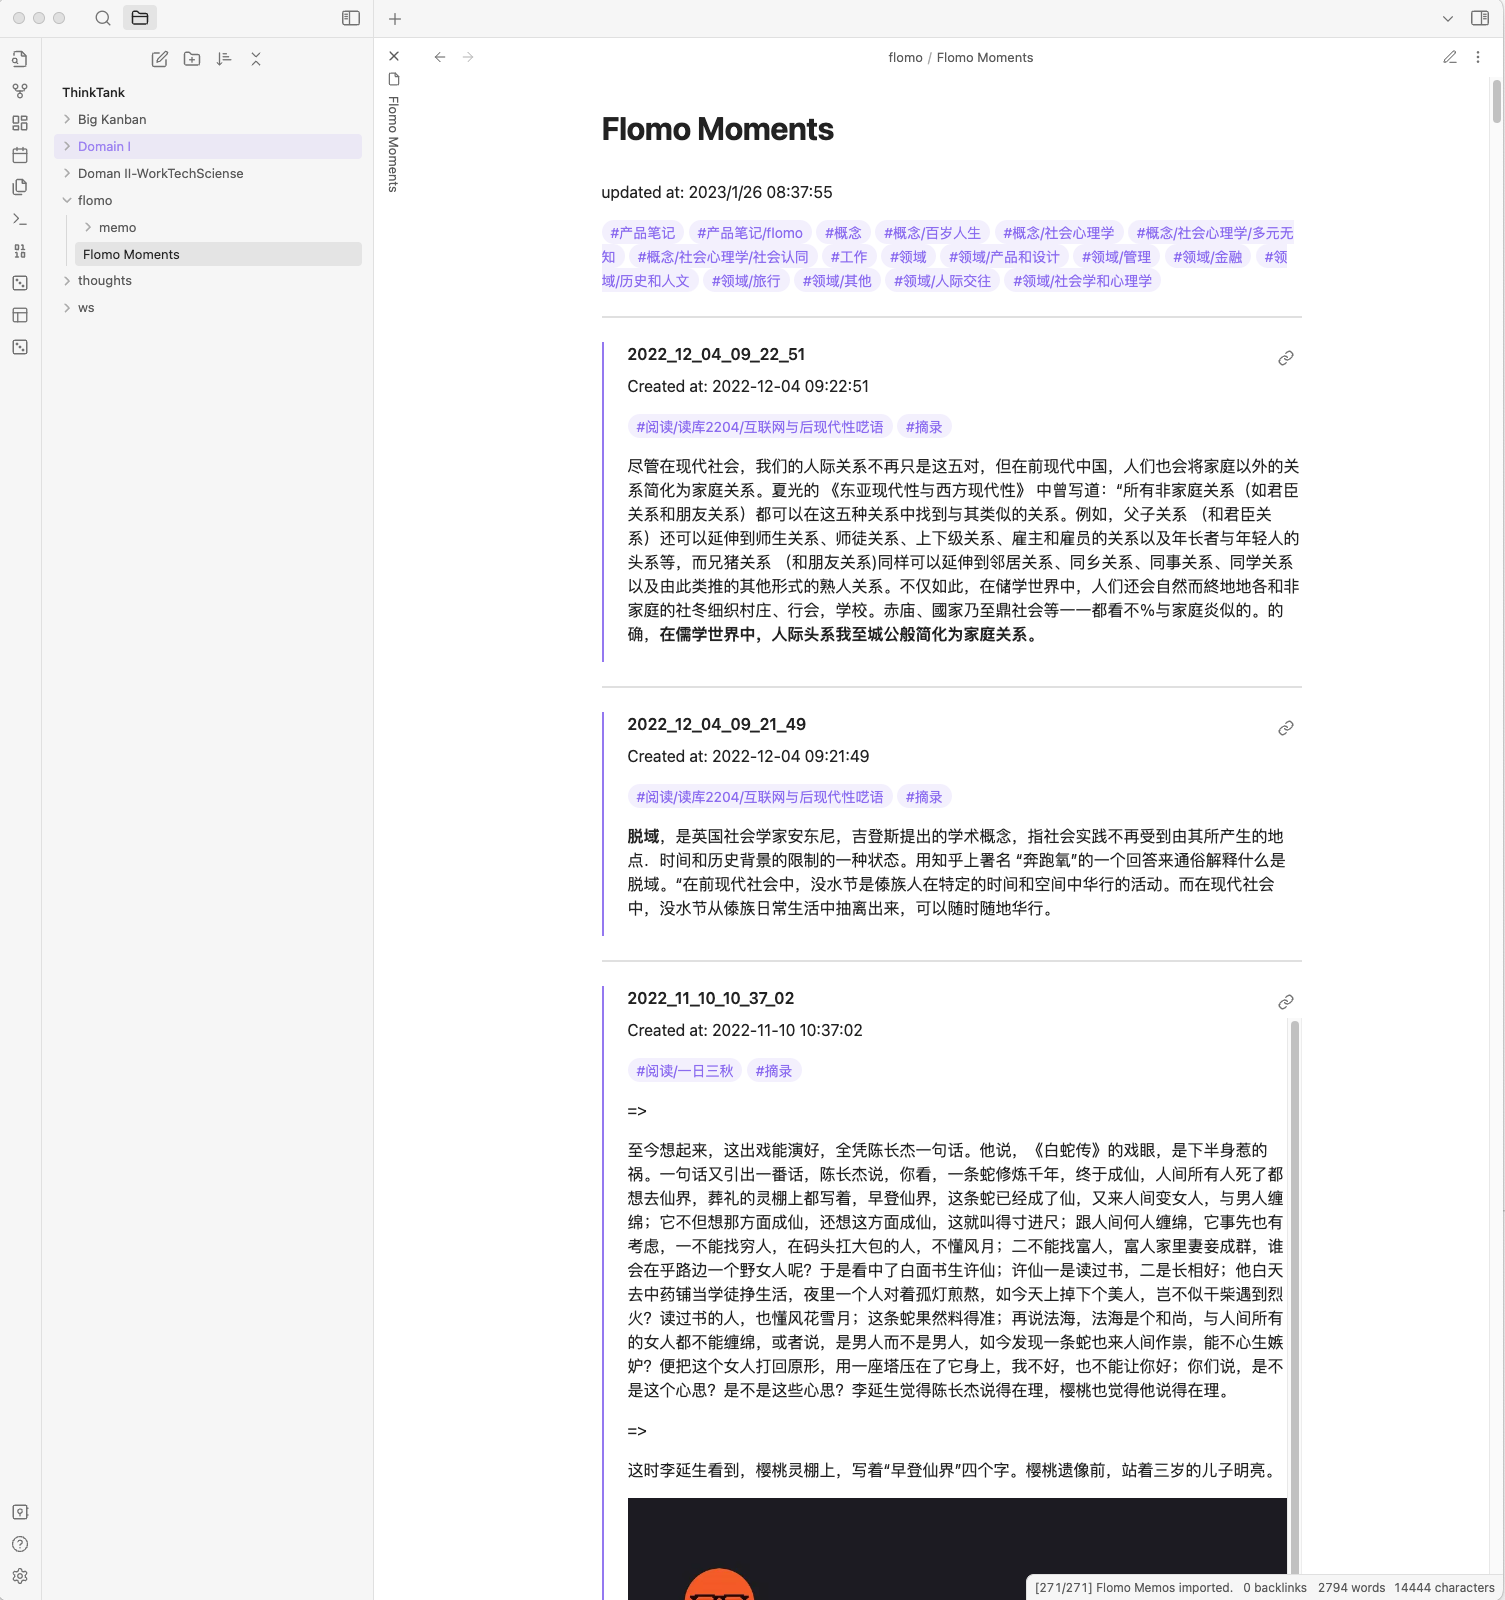 ThinkTank
Big Kanban
Domain I
Doman II-WorkTechSciense
flomo
memo
Flomo Moments
thoughts
ws
Flomo Moments
flomo / Flomo Moments
Flomo Moments
updated at: 2023/1/26 08:37:55
#产品笔记 #产品笔记/flomo #概念 #概念/百岁人生 #概念/社会心理学 #概念/社会心理学/多元无
知 #概念/社会心理学/社会认同 #工作 #领域 #领域/产品和设计 #领域/管理 #领域/金融 #领
域/历史和人文 #领域/旅行 #领域/其他 #领域/人际交往 #领域/社会学和心理学
2022_12_04_09_22_51
Created at: 2022-12-04 09:22:51
#阅读/读库2204/互联网与后现代性呓语 #摘录
尽管在现代社会，我们的人际关系不再只是这五对，但在前现代中国，人们也会将家庭以外的关
系简化为家庭关系。夏光的 《东亚现代性与西方现代性》 中曾写道：“所有非家庭关系（如君臣
关系和朋友关系）都可以在这五种关系中找到与其类似的关系。例如，父子关系 （和君臣关
系）还可以延伸到师生关系、师徒关系、上下级关系、雇主和雇员的关系以及年长者与年轻人的
头系等，而兄猪关系 （和朋友关系)同样可以延伸到邻居关系、同乡关系、同事关系、同学关系
以及由此类推的其他形式的熟人关系。不仅如此，在储学世界中，人们还会自然而終地地各和非
家庭的社冬细织村庄、行会，学校。赤庙、國家乃至鼎社会等一一都看不%与家庭炎似的。的
确，在儒学世界中，人际头系我至城公般简化为家庭关系。
2022_12_04_09_21_49
Created at: 2022-12-04 09:21:49
#阅读/读库2204/互联网与后现代性呓语 #摘录
脱域，是英国社会学家安东尼，吉登斯提出的学术概念，指社会实践不再受到由其所产生的地
点．时间和历史背景的限制的一种状态。用知乎上署名 “奔跑氧”的一个回答来通俗解释什么是
脱域。“在前现代社会中，没水节是傣族人在特定的时间和空间中华行的活动。而在现代社会
中，没水节从傣族日常生活中抽离出来，可以随时随地华行。
2022_11_10_10_37_02
Created at: 2022-11-10 10:37:02
#阅读/一日三秋 #摘录
=>
至今想起来，这出戏能演好，全凭陈长杰一句话。他说，《白蛇传》的戏眼，是下半身惹的
祸。一句话又引出一番话，陈长杰说，你看，一条蛇修炼千年，终于成仙，人间所有人死了都
想去仙界，葬礼的灵棚上都写着，早登仙界，这条蛇已经成了仙，又来人间变女人，与男人缠
绵；它不但想那方面成仙，还想这方面成仙，这就叫得寸进尺；跟人间何人缠绵，它事先也有
考虑，一不能找穷人，在码头扛大包的人，不懂风月；二不能找富人，富人家里妻妾成群，谁
会在乎路边一个野女人呢？于是看中了白面书生许仙；许仙一是读过书，二是长相好；他白天
去中药铺当学徒挣生活，夜里一个人对着孤灯煎熬，如今天上掉下个美人，岂不似干柴遇到烈
火？读过书的人，也懂风花雪月；这条蛇果然料得准；再说法海，法海是个和尚，与人间所有
的女人都不能缠绵，或者说，是男人而不是男人，如今发现一条蛇也来人间作祟，能不心生嫉
妒？便把这个女人打回原形，用一座塔压在了它身上，我不好，也不能让你好；你们说，是不
是这个心思？是不是这些心思？李延生觉得陈长杰说得在理，樱桃也觉得他说得在理。
=>
这时李延生看到，樱桃灵棚上，写着“早登仙界”四个字。樱桃遗像前，站着三岁的儿子明亮。
[271/271] Flomo Memos imported. 0 backlinks 2794 words 14444 characters